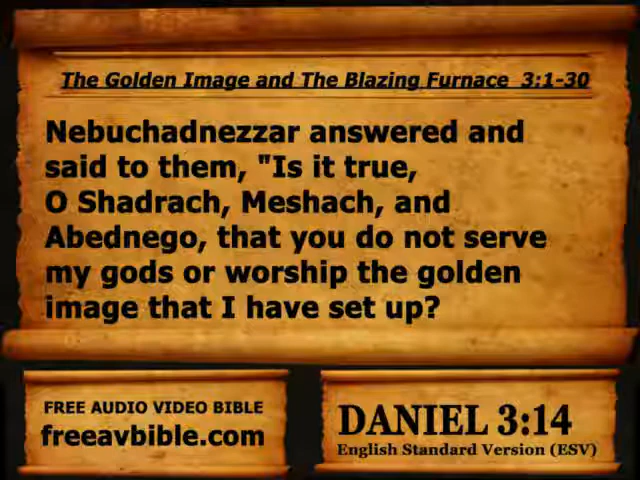 The Golden Image and The Blazing Furnace 3:1-30
Nebuchadnezzar answered and
said to them, "Is it true,
O Shadrach, Meshach, and
Abednego, that you do not serve
my gods or worship the golden
image that I have set up?
FREE AUDIO VIDEO BIBLE
freeavbible.com
DANIEL 3:14
English Standard Version (ESV)